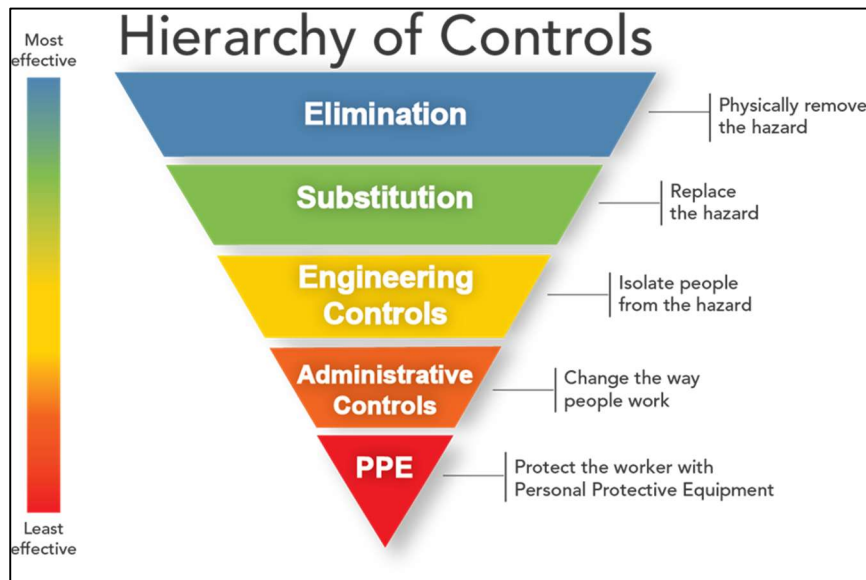 Hierarchy of Controls
Most
effective
Elimination
Physically remove
the hazard
Substitution
Replace
the hazard
Engineering
Controls
Isolate people
from the hazard
Administrative
Controls
Change the way
people work
PPE
Protect the worker with
Personal Protective Equipment
Least
effective